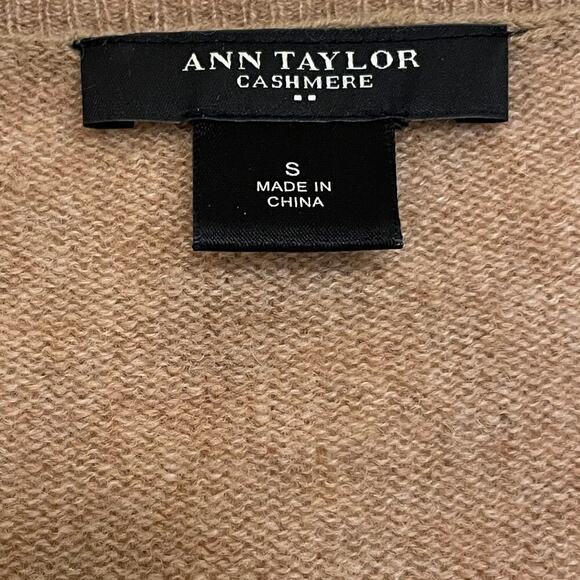 ANN TAYLOR
CASHMERE
S
MADE IN
CHINA